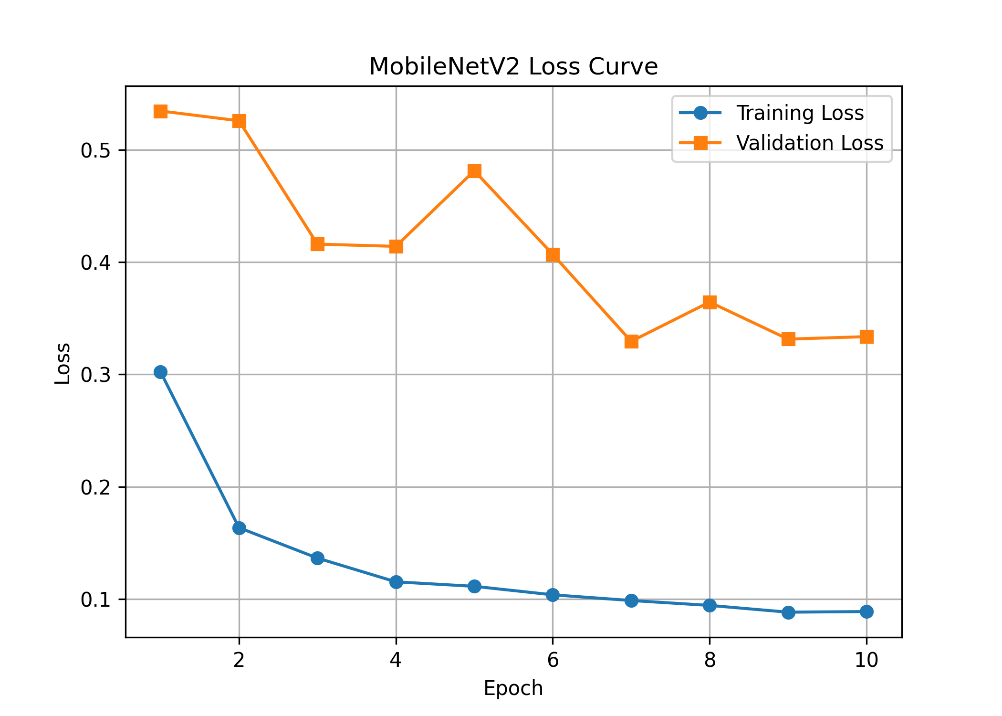 MobileNetV2 Loss Curve
Training Loss
Validation Loss
0.5
0.4
0.3
0.2
0.1
Loss
2 4 6 8 10
Epoch